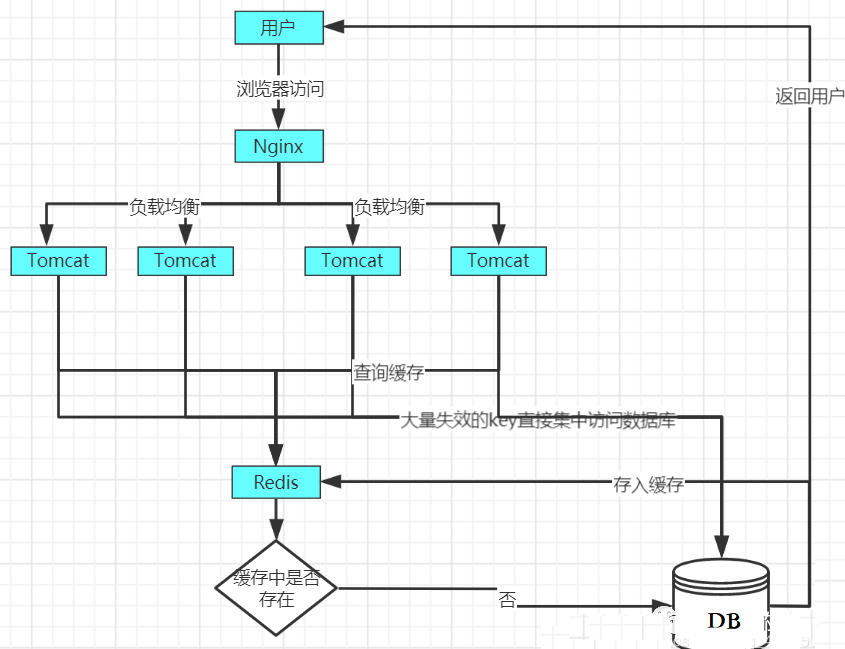 用户
浏览器访问
返回用户
Nginx
负载均衡
负载均衡
Tomcat
Tomcat
Tomcat
Tomcat
查询缓存
大量失效的key直接集中访问数据库
Redis
存入缓存
缓存中是否
存在
否
DB